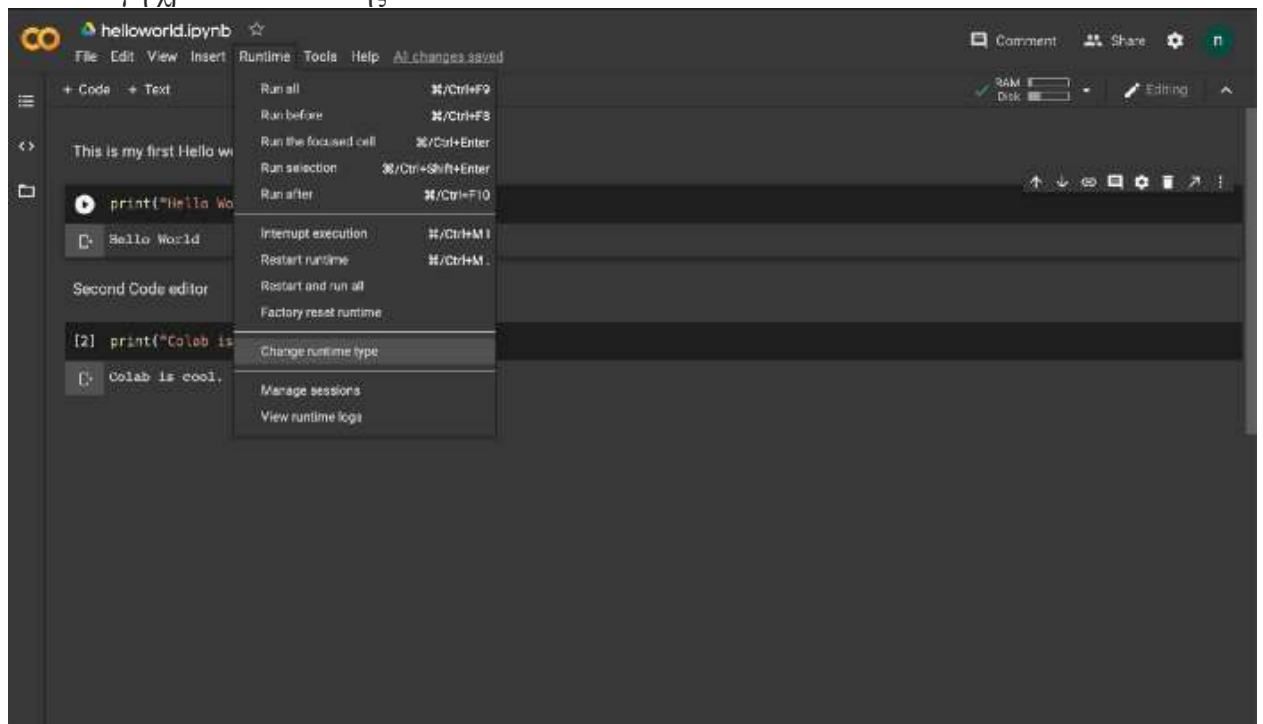 helloworld.ipynb
File Edit View Insert Runtime Tools Help All changes saved
Comment Share n
+ Code + Text
RAM
Disk
Editing
Run all ⌘/Ctrl+F9
Run before ⌘/Ctrl+F8
Run the focused cell ⌘/Ctrl+Enter
Run selection ⌘/Ctrl+Shift+Enter
Run after ⌘/Ctrl+F10
Interrupt execution ⌘/Ctrl+M I
Restart runtime ⌘/Ctrl+M .
Restart and run all
Factory reset runtime
Change runtime type
Manage sessions
View runtime logs
This is my first Hello
print("Hello
Hello World
Second Code editor
[2] print("Colab is
Colab is cool.